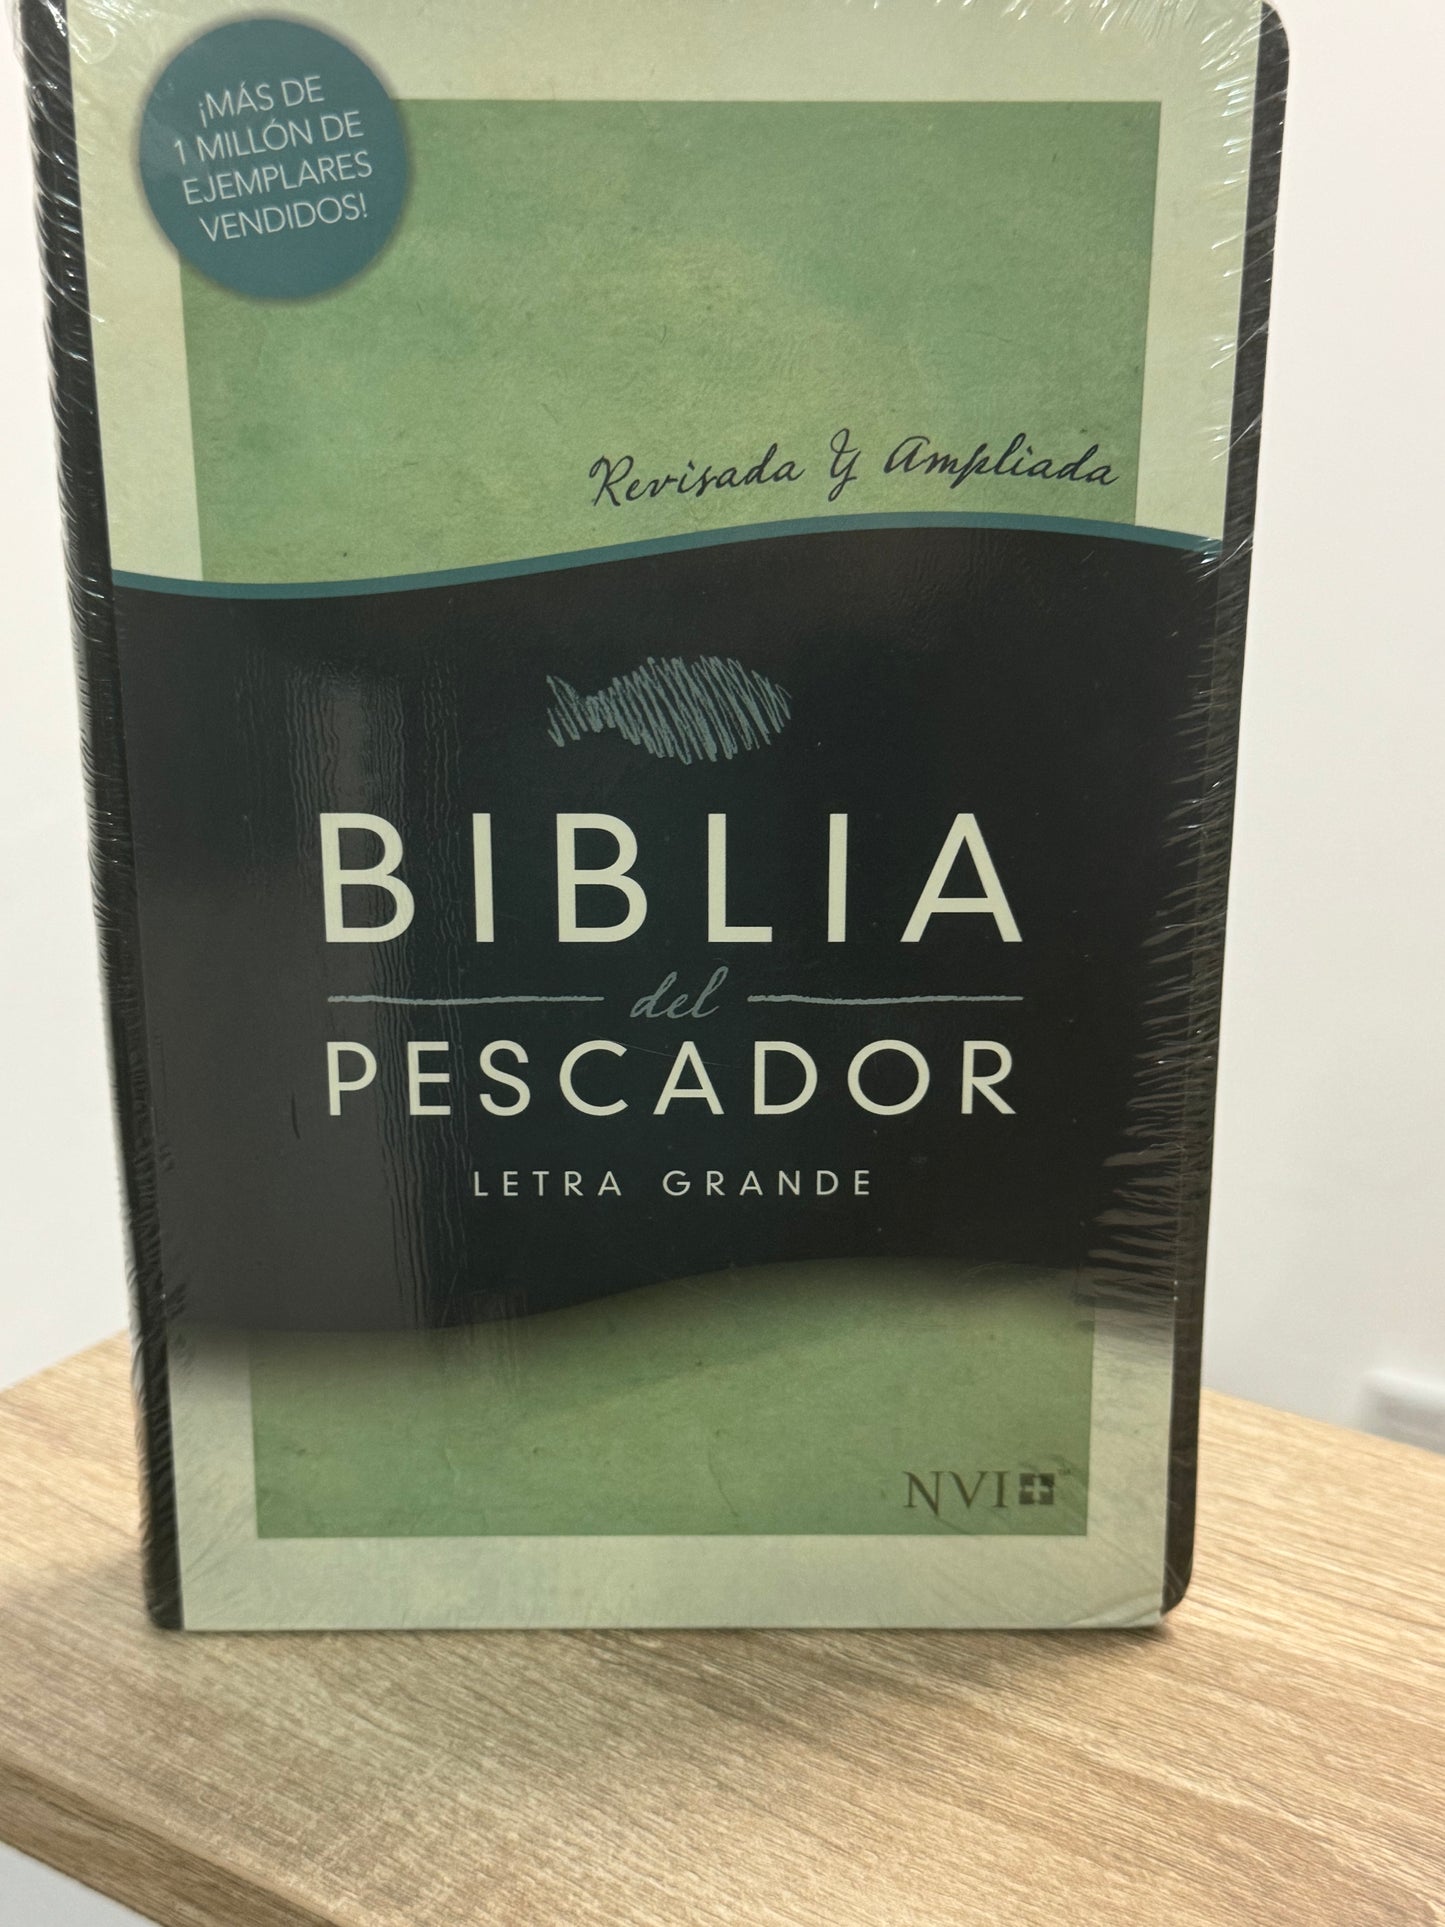 ¡MÁS DE
1 MILLÓN DE
EJEMPLARES
VENDIDOS!
Revisada Y Ampliada
BIBLIA
del
PESCADOR
LETRA GRANDE
NVI